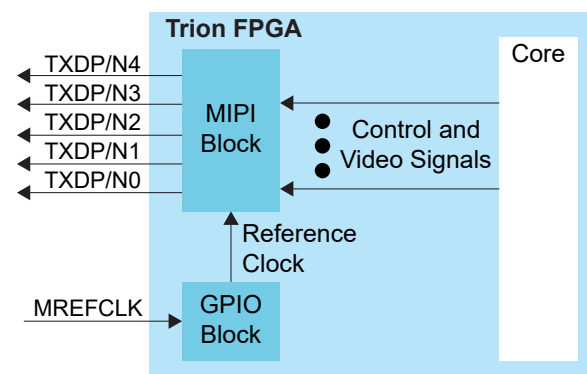 Trion FPGA
Core
TXDP/N4
TXDP/N3
TXDP/N2
TXDP/N1
TXDP/N0
MIPI
Block
Control and
Video Signals
Reference
Clock
MREFCLK
GPIO
Block